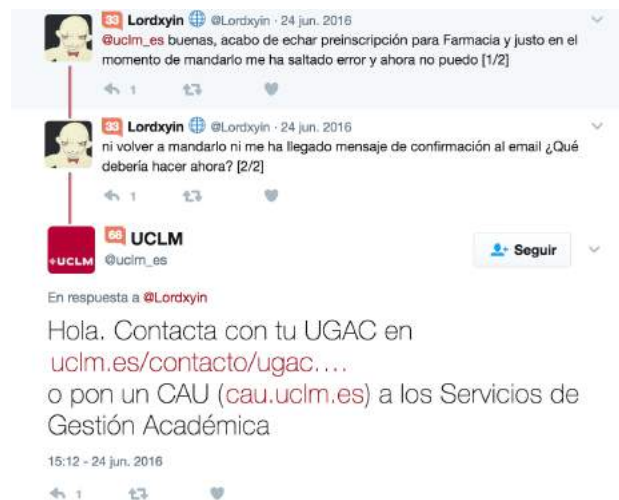 33 Lordxyin @Lordxyin · 24 jun. 2016
@uclm_es buenas, acabo de echar preinscripción para Farmacia y justo en el
momento de mandarlo me ha saltado error y ahora no puedo [1/2]
1
33 Lordxyin @Lordxyin · 24 jun. 2016
ni volver a mandarlo ni me ha llegado mensaje de confirmación al email ¿Qué
debería hacer ahora? [2/2]
1
UCLM
66 UCLM
@uclm_es
Seguir
En respuesta a @Lordxyin
Hola. Contacta con tu UGAC en
uclm.es/contacto/ugac....
o pon un CAU (cau.uclm.es) a los Servicios de
Gestión Académica
15:12 - 24 jun. 2016
1